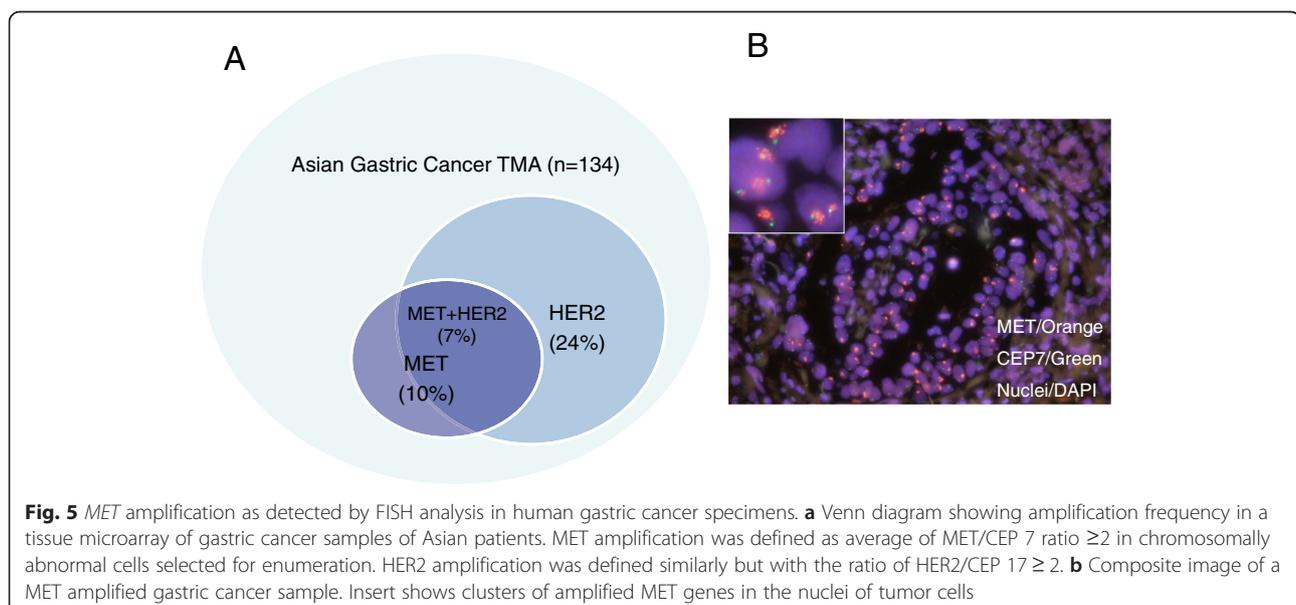 A
B
Asian Gastric Cancer TMA (n=134)
MET+HER2
(7%)
HER2
(24%)
MET
(10%)
MET/Orange
CEP7/Green
Nuclei/DAPI
Fig. 5 MET amplification as detected by FISH analysis in human gastric cancer specimens. a Venn diagram showing amplification frequency in a
tissue microarray of gastric cancer samples of Asian patients. MET amplification was defined as average of MET/CEP 7 ratio ≥2 in chromosomally
abnormal cells selected for enumeration. HER2 amplification was defined similarly but with the ratio of HER2/CEP 17 ≥ 2. b Composite image of a
MET amplified gastric cancer sample. Insert shows clusters of amplified MET genes in the nuclei of tumor cells